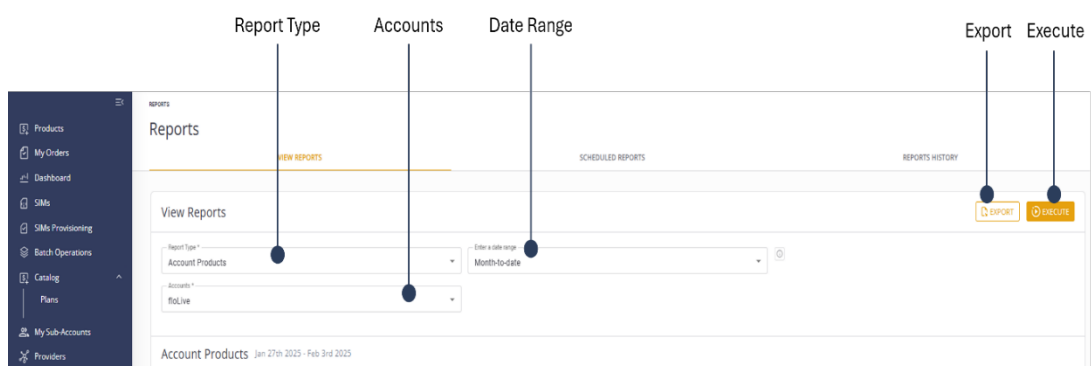 Report Type
Accounts
Date Range
Export
Execute
REPORTS
Reports
Products
My Orders
Dashboard
SIMs
SIMs Provisioning
Batch Operations
Catalog
Plans
My Sub-Accounts
Providers
VIEW REPORTS
SCHEDULED REPORTS
REPORTS HISTORY
View Reports
EXPORT
EXECUTE
Report Type *
Account Products
Enter a date range
Month-to-date
Accounts *
floLive
Account Products Jan 27th 2025 - Feb 3rd 2025